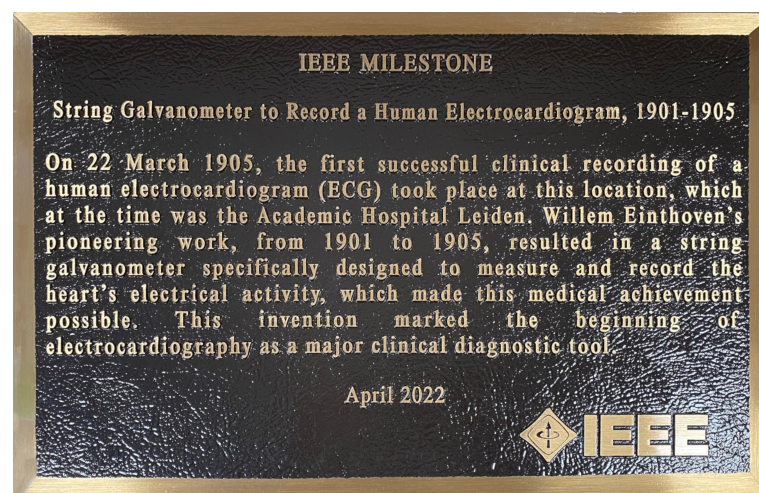 IEEE MILESTONE
String Galvanometer to Record a Human Electrocardiogram, 1901-1905
On 22 March 1905, the first successful clinical recording of a
human electrocardiogram (ECG) took place at this location, which
at the time was the Academic Hospital Leiden. Willem Einthoven's
pioneering work, from 1901 to 1905, resulted in a string
galvanometer specifically designed to measure and record the
heart's electrical activity, which made this medical achievement
possible. This invention marked the beginning of
electrocardiography as a major clinical diagnostic tool.
April 2022
IEEE